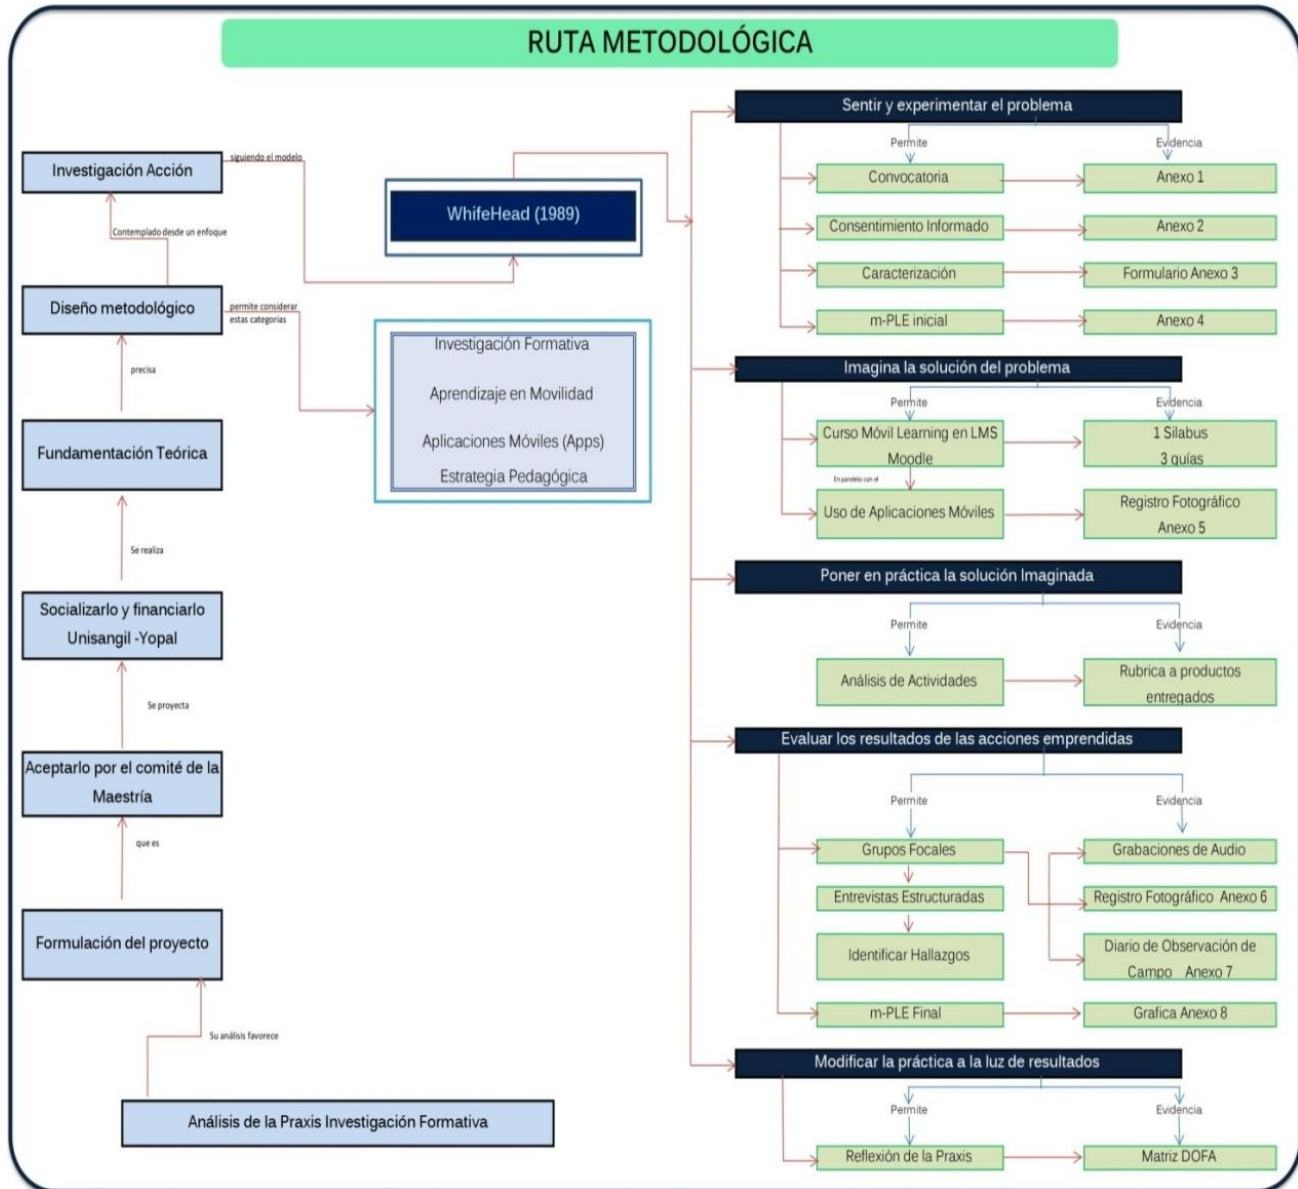 RUTA METODOLÓGICA
Investigación Acción
siguiendo el modelo
WhifeHead (1989)
Contemplado desde un enfoque
Diseño metodológico
permite considerar
estas categorias
Investigación Formativa
Aprendizaje en Movilidad
Aplicaciones Móviles (Apps)
Estrategia Pedagógica
precisa
Fundamentación Teórica
Se realiza
Socializarlo y financiarlo
Unisangil -Yopal
Se proyecta
Aceptarlo por el comité de la
Maestría
que es
Formulación del proyecto
Su análisis favorece
Análisis de la Praxis Investigación Formativa
Sentir y experimentar el problema
Permite
Evidencia
Convocatoria
Anexo 1
Consentimiento Informado
Anexo 2
Caracterización
Formulario Anexo 3
m-PLE inicial
Anexo 4
Imagina la solución del problema
Permite
Evidencia
Curso Móvil Learning en LMS
Moodle
1 Silabus
3 guías
En paralelo con el
Uso de Aplicaciones Móviles
Registro Fotográfico
Anexo 5
Poner en práctica la solución Imaginada
Permite
Evidencia
Análisis de Actividades
Rubrica a productos
entregados
Evaluar los resultados de las acciones emprendidas
Permite
Evidencia
Grupos Focales
Grabaciones de Audio
Entrevistas Estructuradas
Registro Fotográfico Anexo 6
Identificar Hallazgos
Diario de Observación de
Campo Anexo 7
m-PLE Final
Grafica Anexo 8
Modificar la práctica a la luz de resultados
Permite
Evidencia
Reflexión de la Praxis
Matriz DOFA